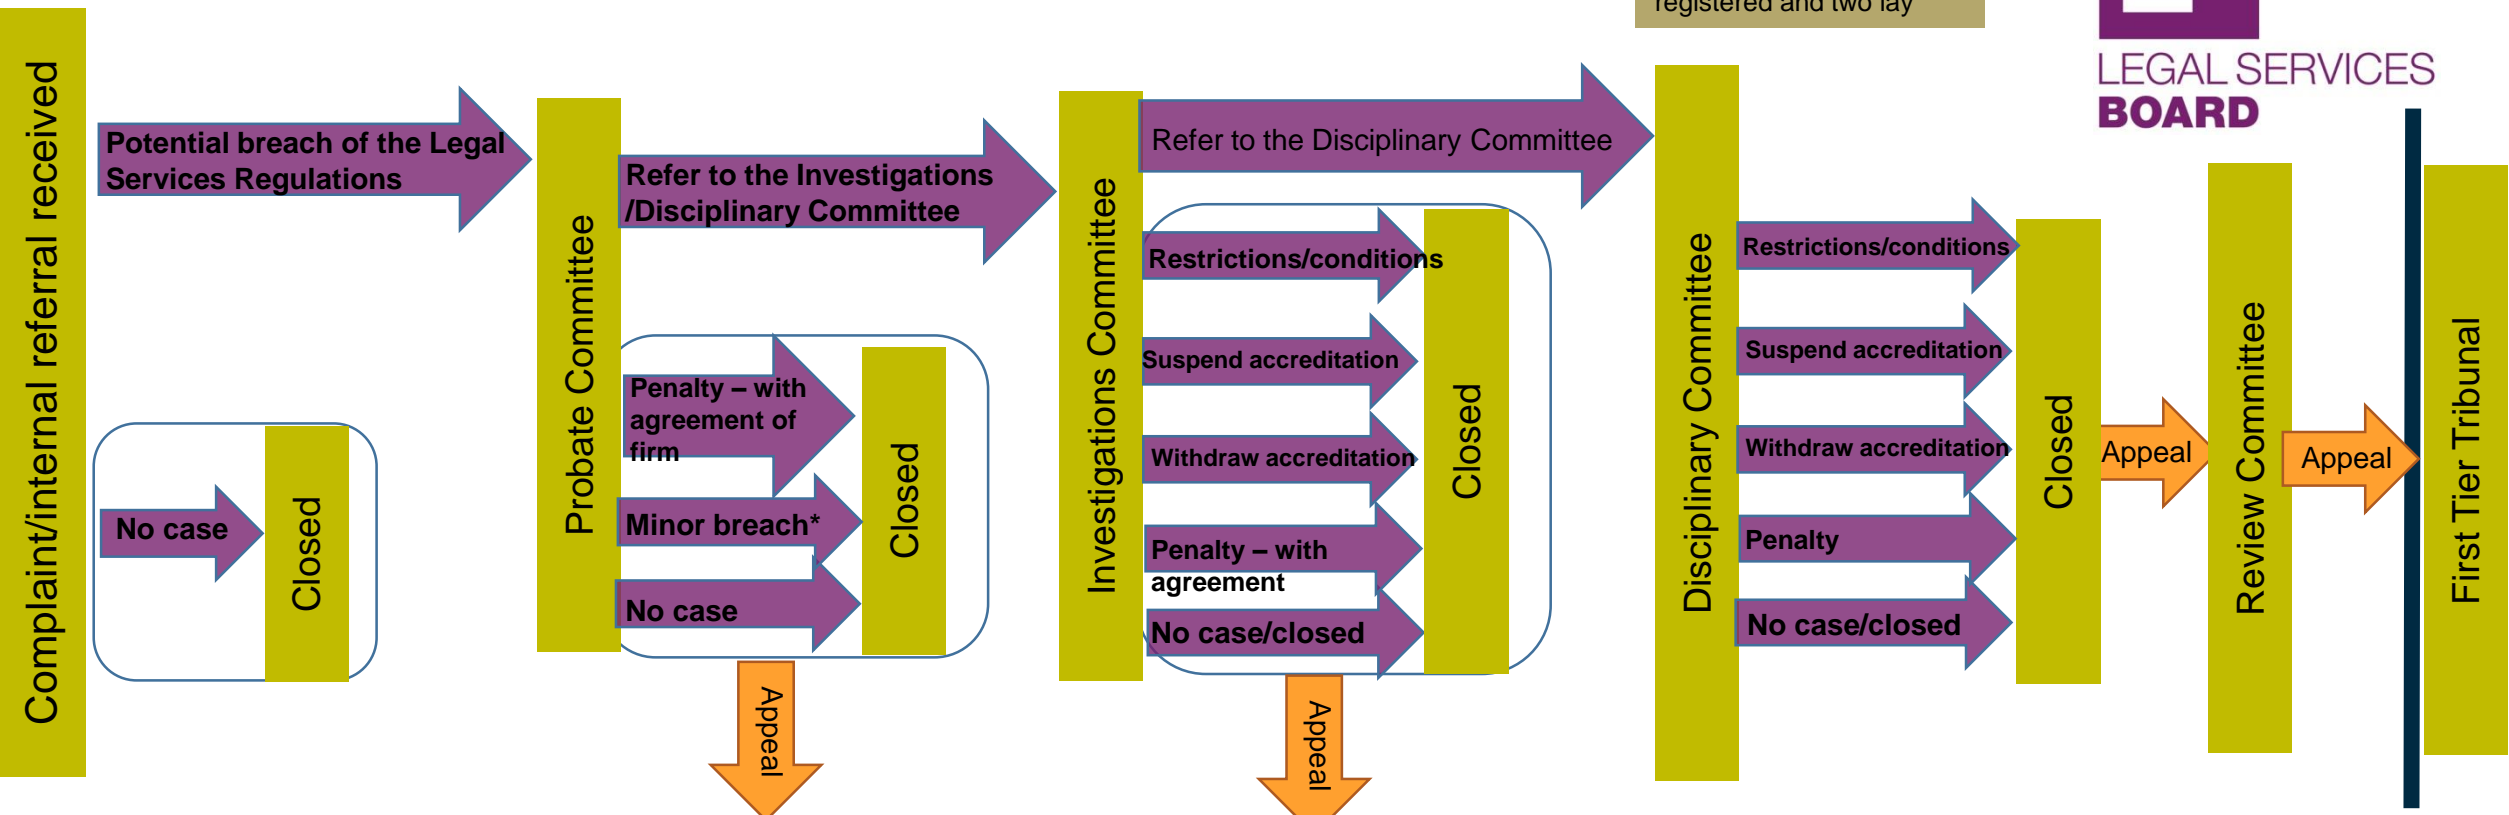 registered and two lay
LEGAL SERVICES
BOARD
Complaint/internal referral received
Potential breach of the Legal
Services Regulations
No case
Closed
Probate Committee
Refer to the Investigations
/Disciplinary Committee
Penalty – with
agreement of
firm
Minor breach*
No case
Closed
Appeal
Investigations Committee
Refer to the Disciplinary Committee
Restrictions/conditions
Suspend accreditation
Withdraw accreditation
Penalty – with
agreement
No case/closed
Closed
Appeal
Disciplinary Committee
Restrictions/conditions
Suspend accreditation
Withdraw accreditation
Penalty
No case/closed
Closed
Appeal
Review Committee
Appeal
First Tier Tribunal